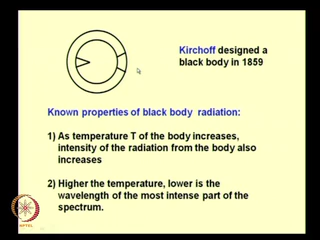 Kirchoff designed a
black body in 1859
Known properties of black body radiation:
1) As temperature T of the body increases,
intensity of the radiation from the body also
increases
2) Higher the temperature, lower is the
wavelength of the most intense part of the
spectrum.
NPTEL